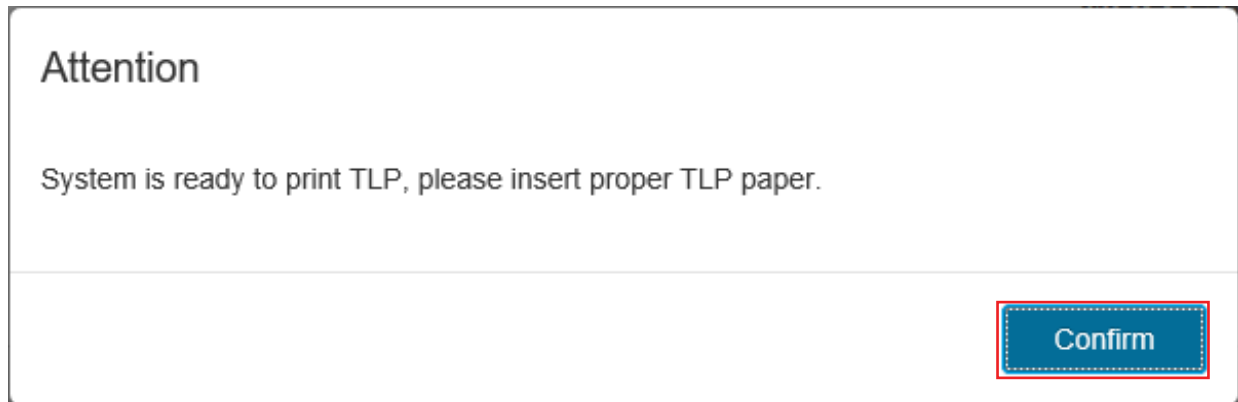 Attention
System is ready to print TLP, please insert proper TLP paper.
Confirm